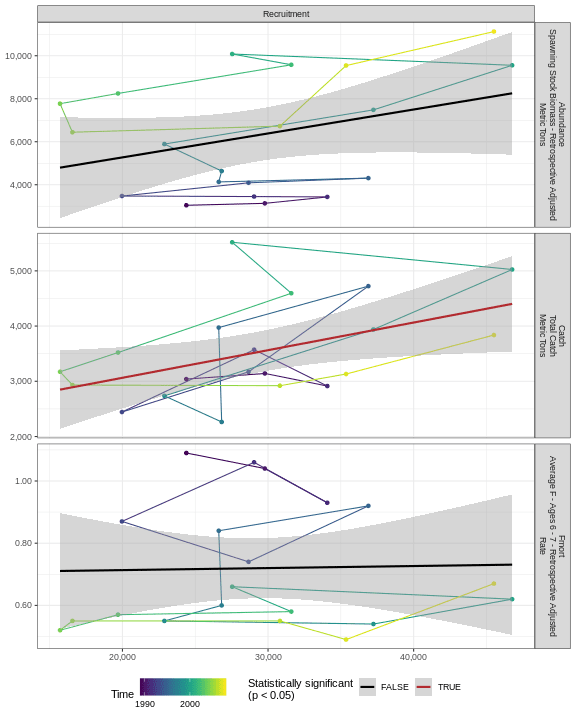 Recruitment
10,000
8,000
6,000
4,000
Abundance
Spawning Stock Biomass - Retrospective Adjusted
Metric Tons
5,000
4,000
3,000
2,000
Catch
Total Catch
Metric Tons
1.00
0.80
0.60
Fmort
Average F - Ages 6 - 7 - Retrospective Adjusted
Rate
20,000
30,000
40,000
Time
1990
2000
Statistically significant
(p < 0.05)
FALSE
TRUE